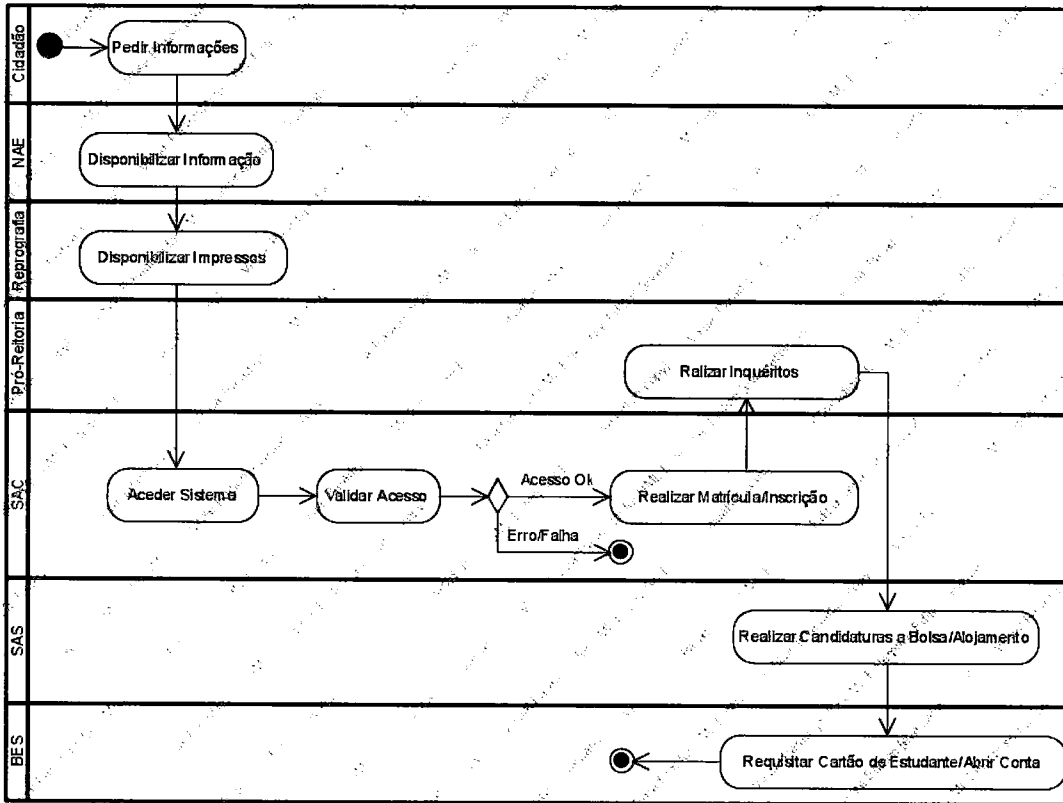 Cidadão
Pedir Informações
NAE
Disponibilizar Informação
Reprografia
Disponibilizar Impressos
Pró-Reitoria
Ralizar Inquéritos
SAC
Aceder Sistema
Validar Acesso
Acesso Ok
Realizar Matrícula/Inscrição
Erro/Falha
SAS
Realizar Candidaturas a Bolsa/Alojamento
BES
Requisitar Cartão de Estudante/Abrir Conta